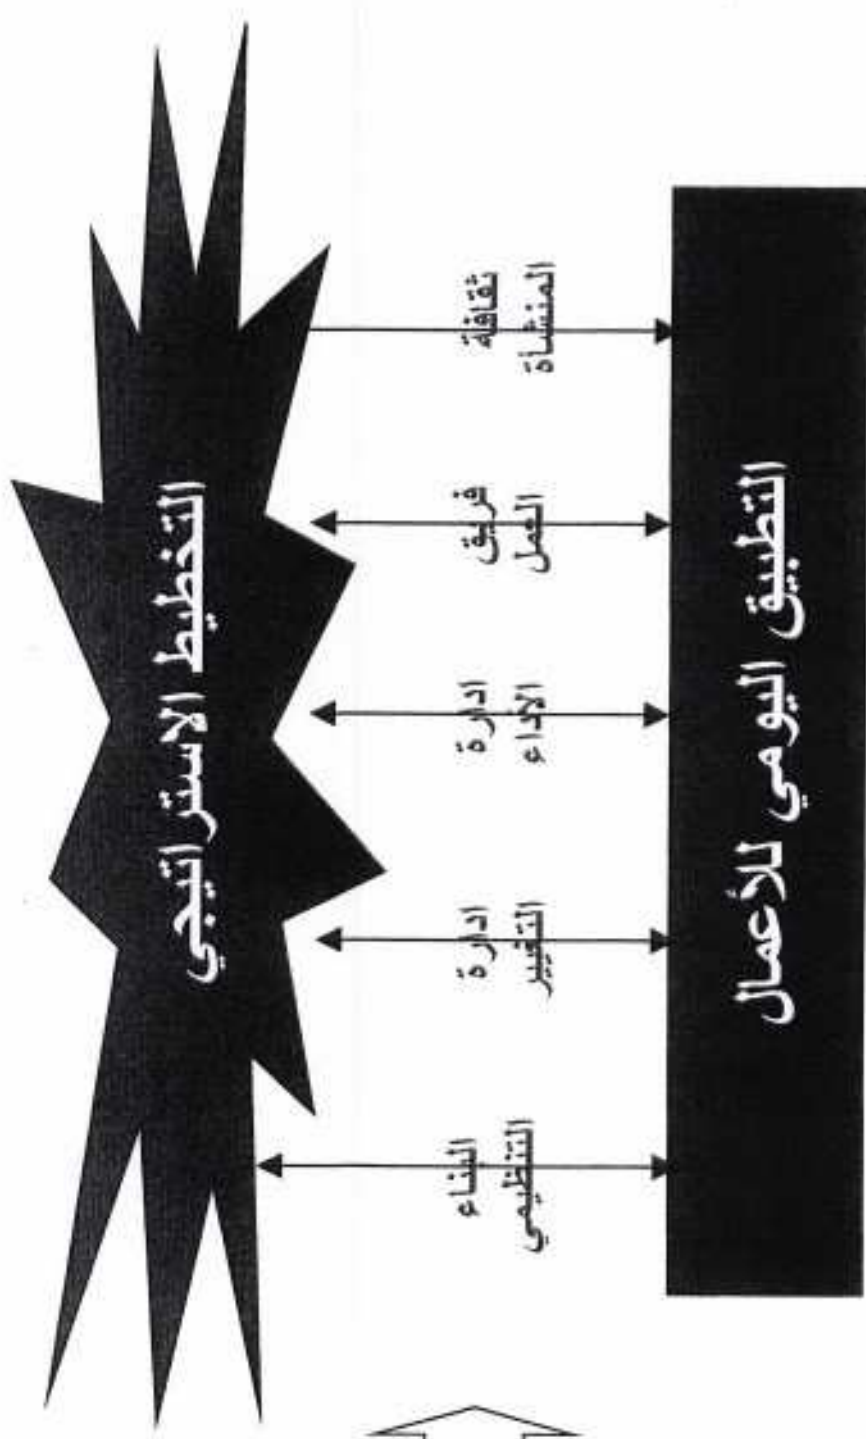 التخطيط الاستراتيجي
ثقافة
المنشأة
فريق
العمل
ادارة
الأداء
ادارة
التغيير
البناء
التنظيمي
التطبيق اليومي للأعمال